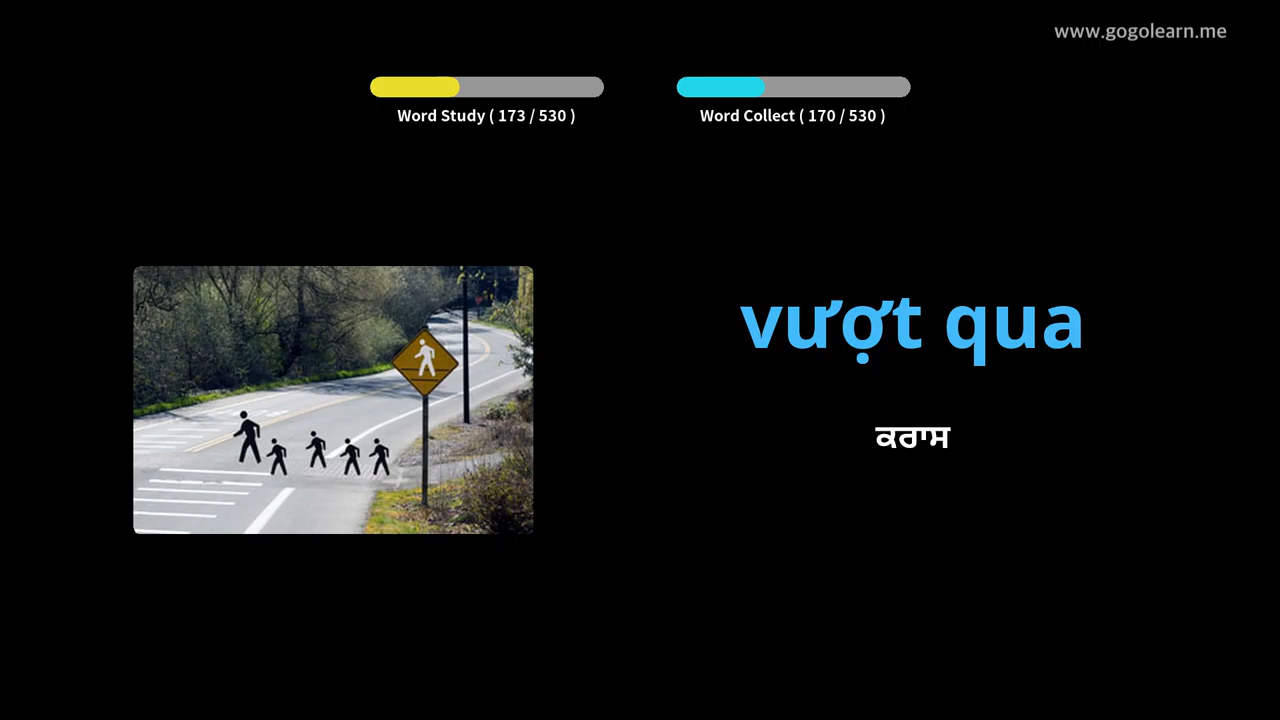 www.gogolearn.me
Word Study ( 173 / 530 )
Word Collect ( 170 / 530 )
vượt qua
ਕਰਾਸ